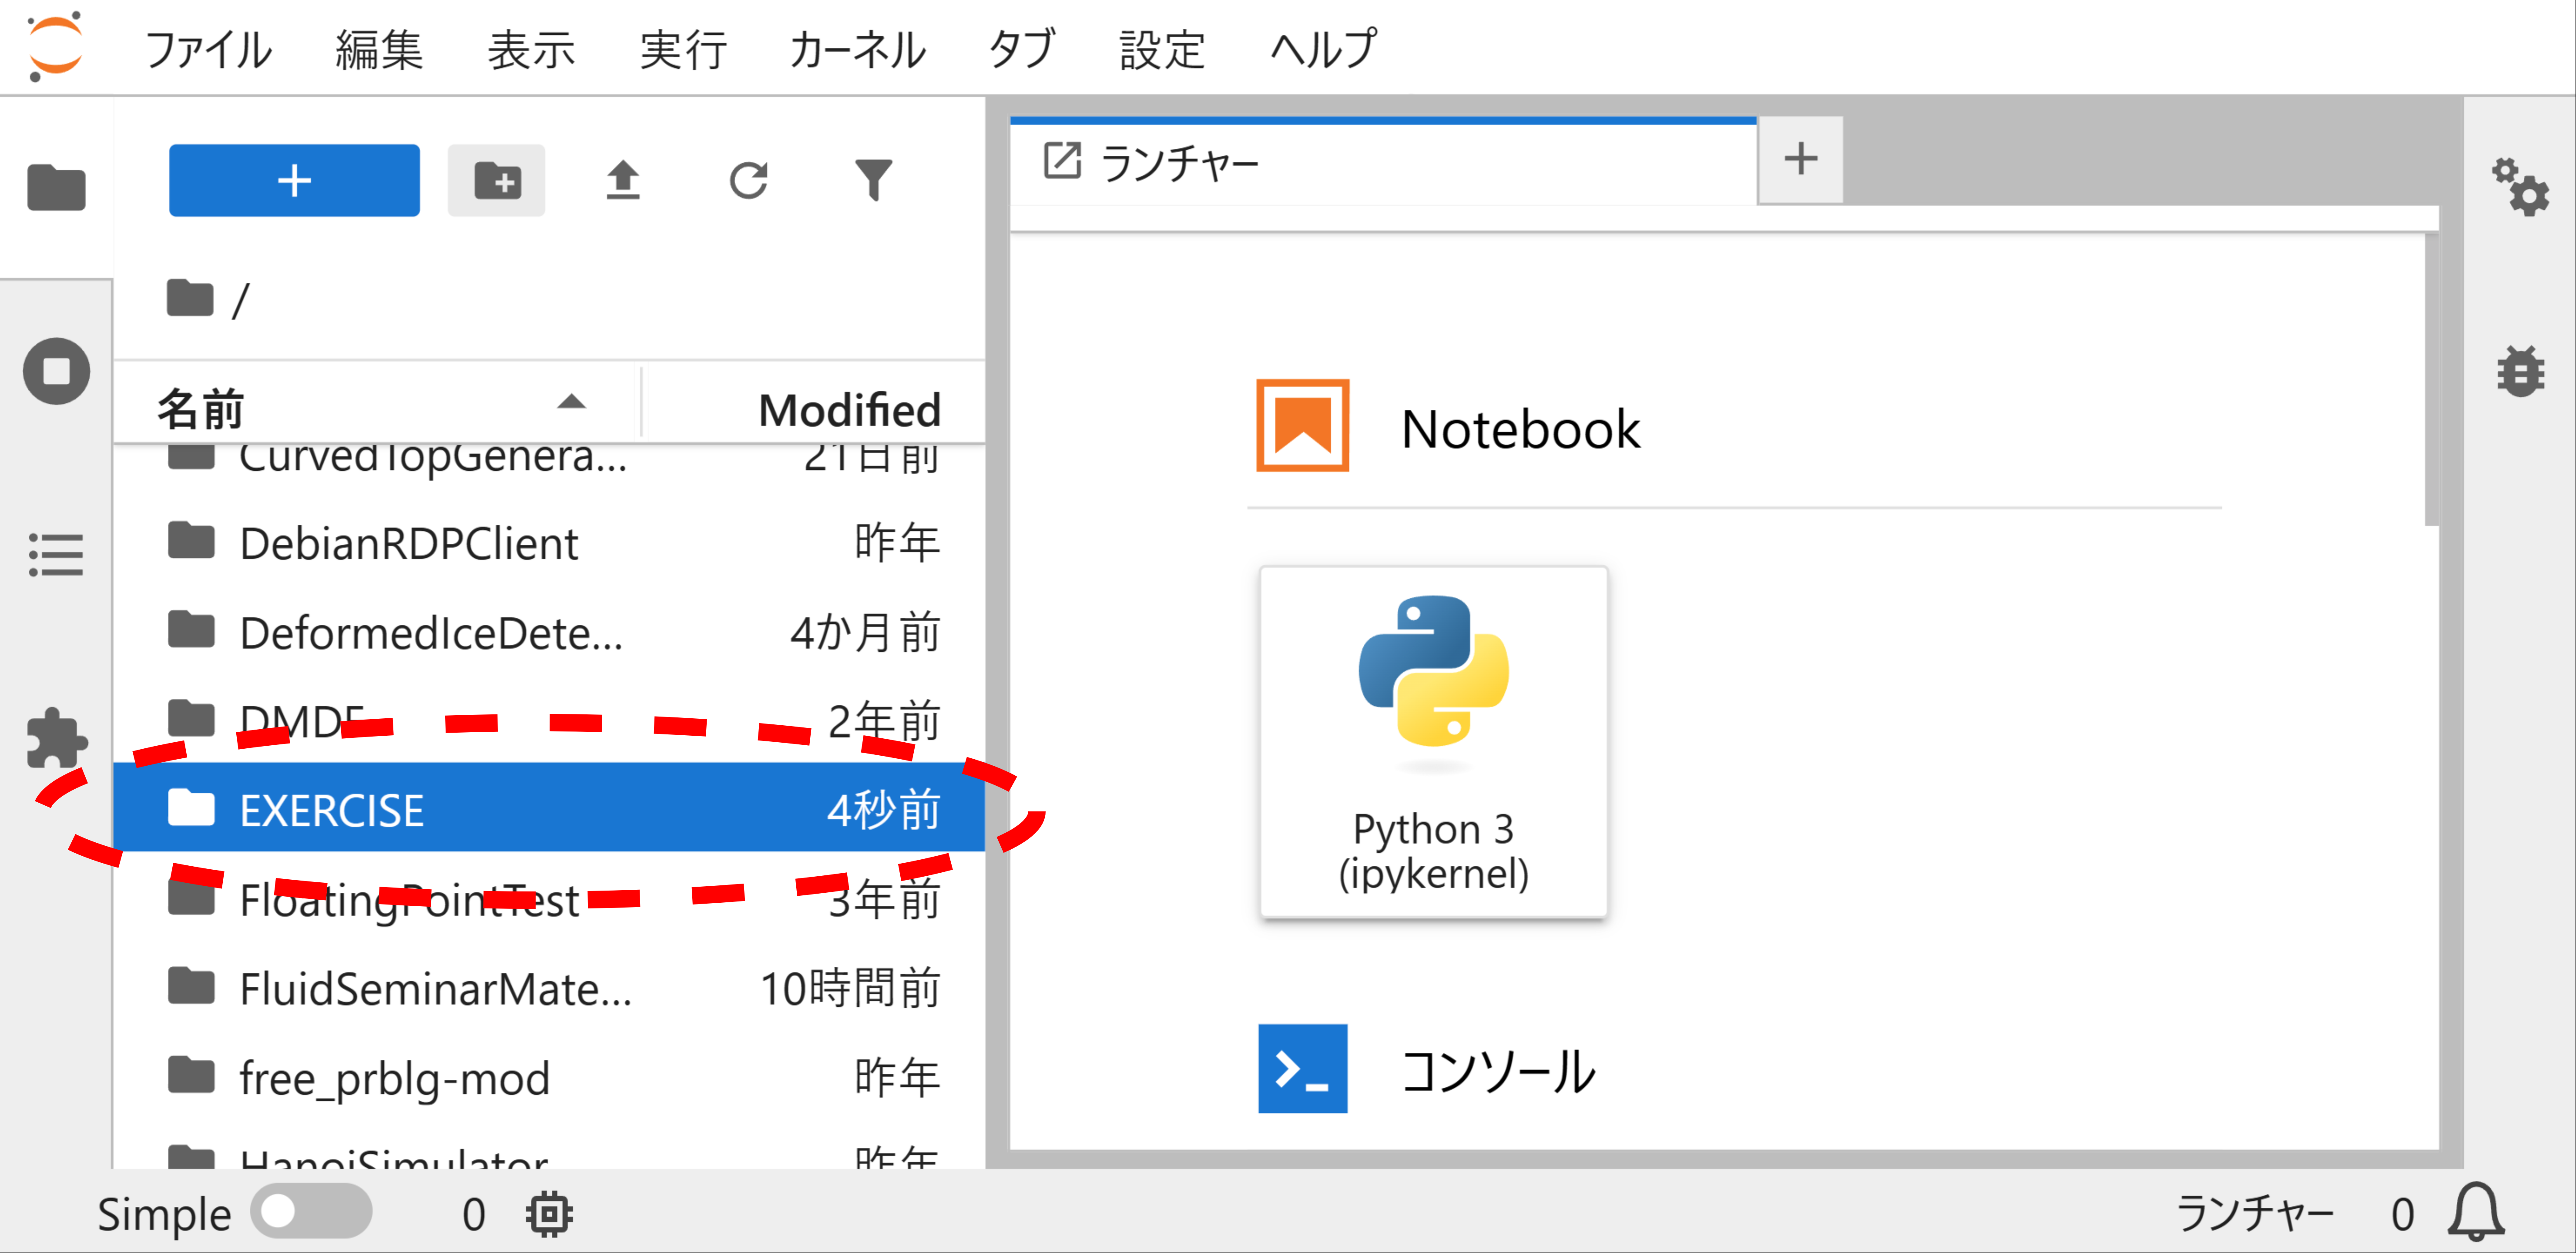 ファイル 編集 表示 実行 カーネル タブ 設定 ヘルプ
ランチャー
/
名前 Modified
CurvedTopGenera... 21日前
DebianRDPClient 昨年
DeformedIceDete... 4か月前
DMDF 2年前
EXERCISE 4秒前
FloatingPointTest 3年前
FluidSeminarMate... 10時間前
free_prblg-mod 昨年
HanoiSimulator 昨年
Notebook
Python 3
(ipykernel)
コンソール
Simple 0
ランチャー 0